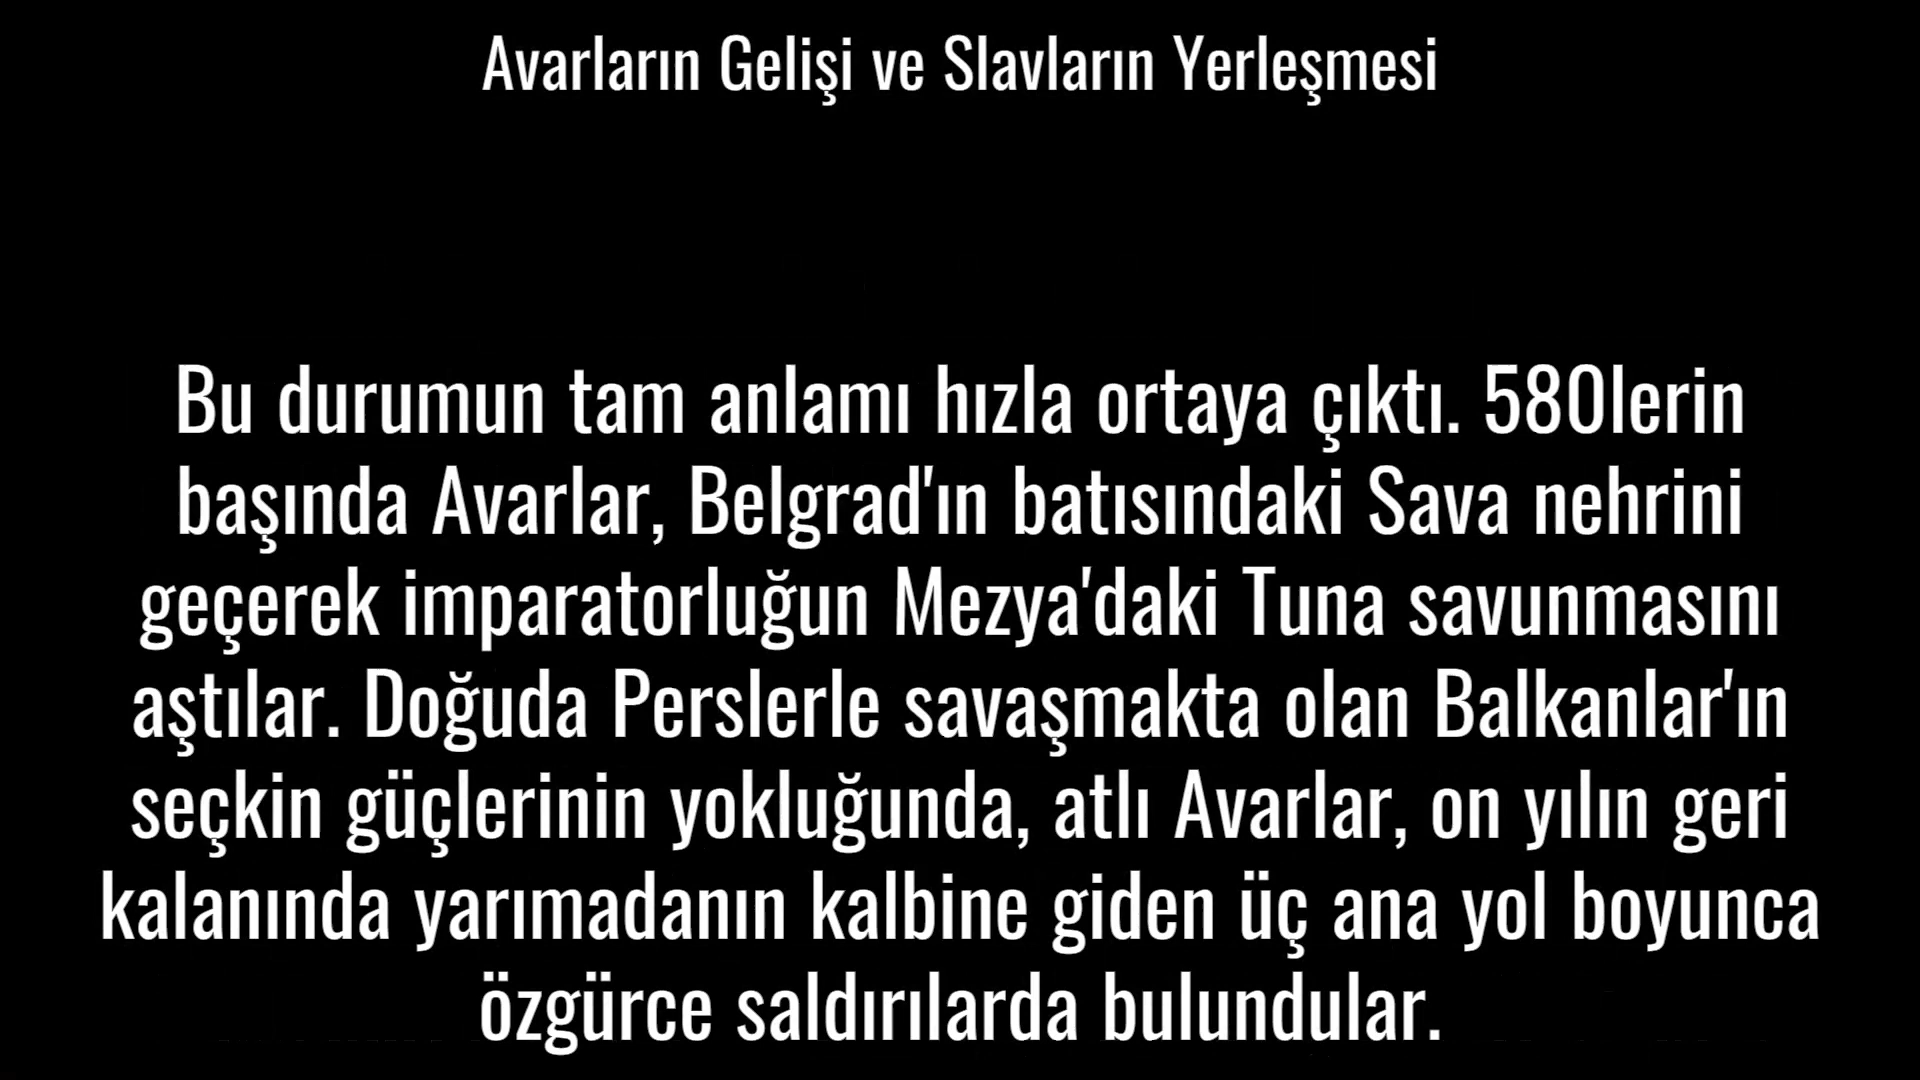 Avarların Gelişi ve Slavların Yerleşmesi
Bu durumun tam anlamı hızla ortaya çıktı. 580lerin
başında Avarlar, Belgrad'ın batısındaki Sava nehrini
geçerek imparatorluğun Mezya'daki Tuna savunmasını
aştılar. Doğuda Perslerle savaşmakta olan Balkanlar'ın
seçkin güçlerinin yokluğunda, atlı Avarlar, on yılın geri
kalanında yarımadanın kalbine giden üç ana yol boyunca
özgürce saldırılarda bulundular.